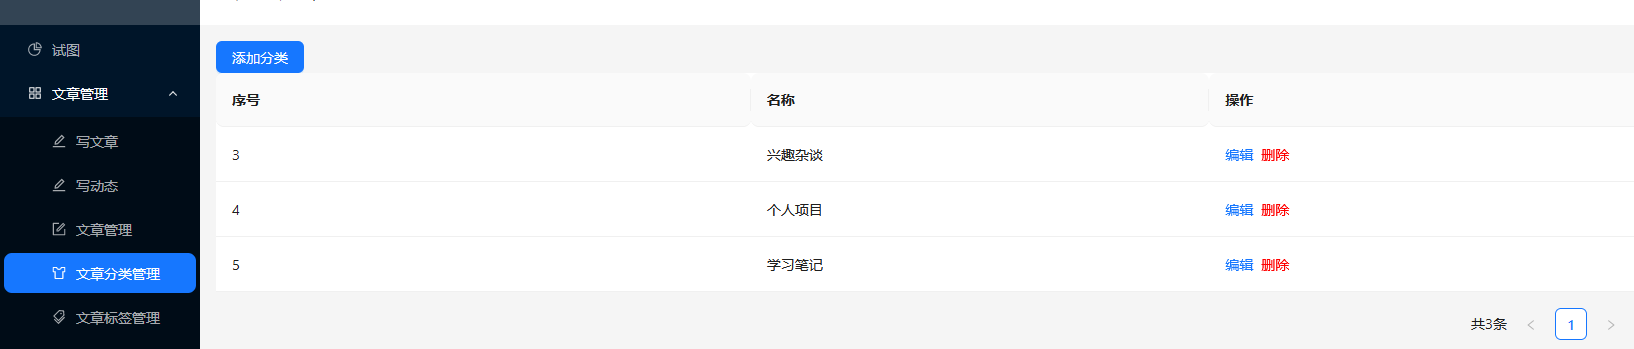 试图
文章管理
写文章
写动态
文章管理
文章分类管理
文章标签管理
添加分类
序号 名称 操作
3 兴趣杂谈 编辑 删除
4 个人项目 编辑 删除
5 学习笔记 编辑 删除
共3条 1